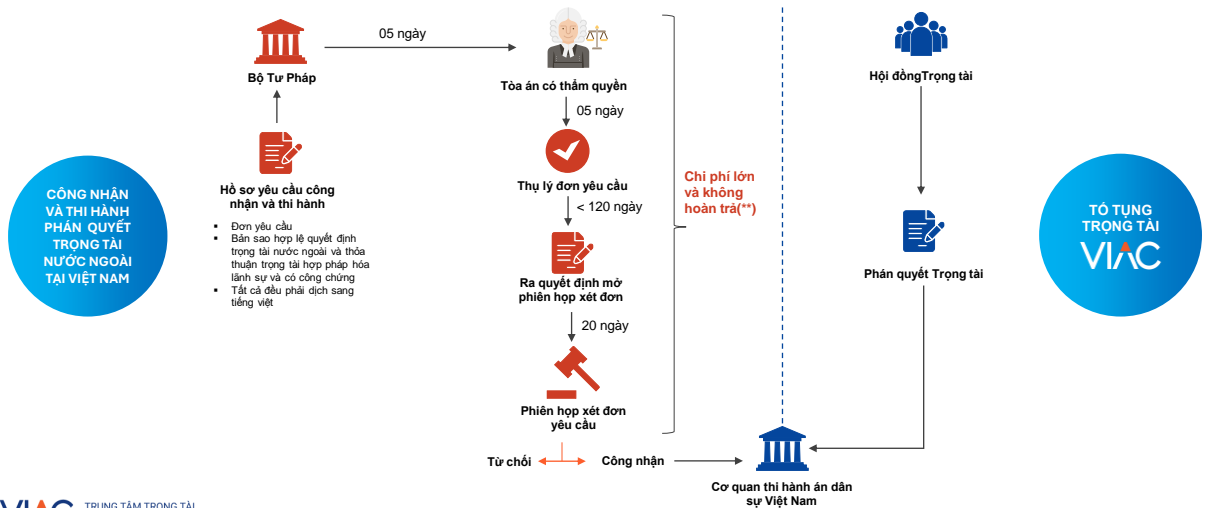 CÔNG NHẬN
VÀ THI HÀNH
PHÁN QUYẾT
TRỌNG TÀI
NƯỚC NGOÀI
TẠI VIỆT NAM
Bộ Tư Pháp
05 ngày
Hồ sơ yêu cầu công
nhận và thi hành
▪ Đơn yêu cầu
▪ Bản sao hợp lệ quyết định
trọng tài nước ngoài và thỏa
thuận trọng tài hợp pháp hóa
lãnh sự và có công chứng
▪ Tất cả đều phải dịch sang
tiếng việt
Tòa án có thẩm quyền
05 ngày
Thụ lý đơn yêu cầu
< 120 ngày
Ra quyết định mở
phiên họp xét đơn
20 ngày
Phiên họp xét đơn
yêu cầu
Từ chối
Công nhận
Chi phí lớn
và không
hoàn trả(**)
Cơ quan thi hành án dân
sự Việt Nam
Hội đồngTrọng tài
Phán quyết Trọng tài
TỐ TỤNG
TRỌNG TÀI
VIAC
VIAC TRUNG TÂM TRỌNG TÀI